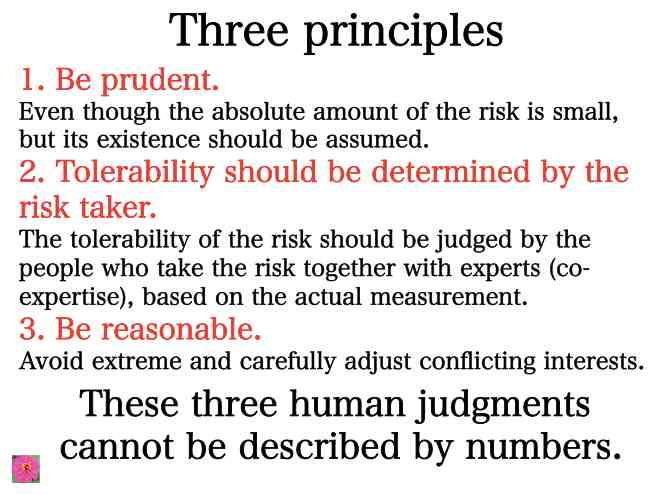 Three principles
1. Be prudent.
Even though the absolute amount of the risk is small,
but its existence should be assumed.
2. Tolerability should be determined by the
risk taker.
The tolerability of the risk should be judged by the
people who take the risk together with experts (co-
expertise), based on the actual measurement.
3. Be reasonable.
Avoid extreme and carefully adjust conflicting interests.
These three human judgments
cannot be described by numbers.